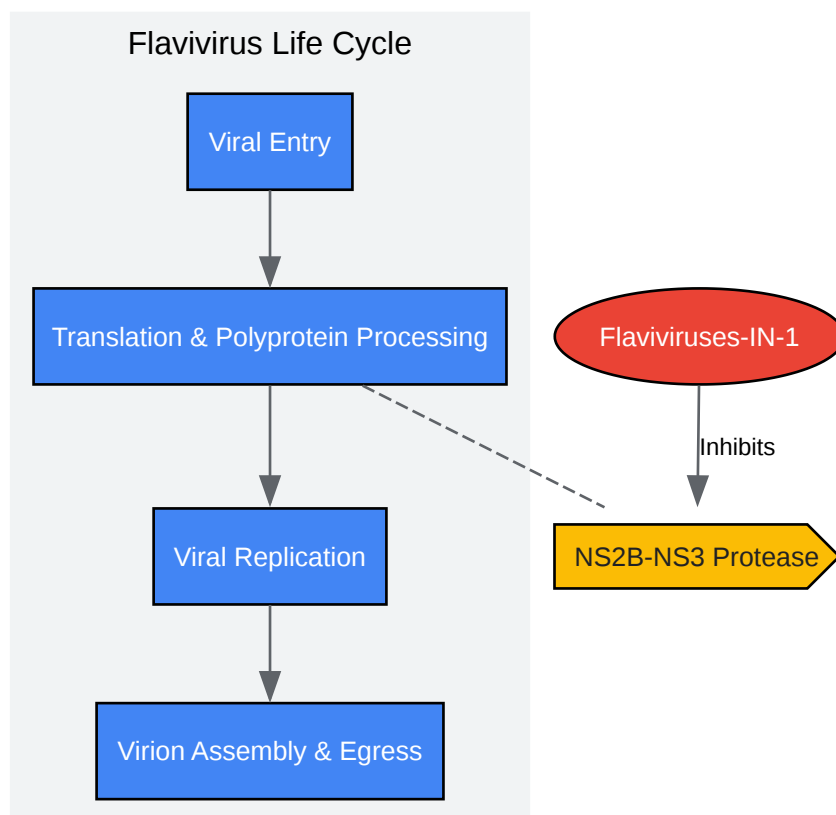 Flavivirus Life Cycle
Viral Entry
Translation & Polyprotein Processing
Flaviviruses-IN-1
Inhibits
Viral Replication
NS2B-NS3 Protease
Virion Assembly & Egress